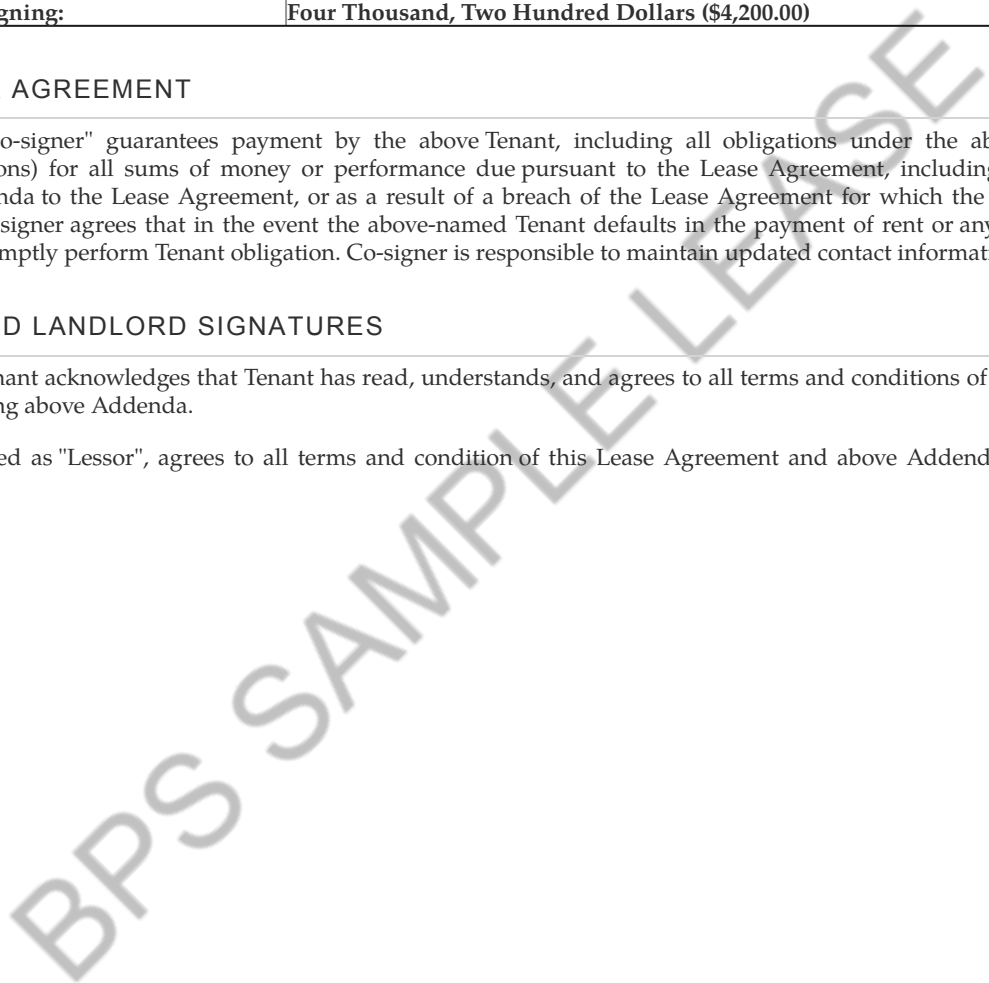 gning: Four Thousand, Two Hundred Dollars ($4,200.00)
AGREEMENT
o-signer" guarantees payment by the above Tenant, including all obligations under the ab
ons) for all sums of money or performance due pursuant to the Lease Agreement, including
nda to the Lease Agreement, or as a result of a breach of the Lease Agreement for which the
signer agrees that in the event the above-named Tenant defaults in the payment of rent or any
mptly perform Tenant obligation. Co-signer is responsible to maintain updated contact informati
D LANDLORD SIGNATURES
nant acknowledges that Tenant has read, understands, and agrees to all terms and conditions of
ng above Addenda.
ed as "Lessor", agrees to all terms and condition of this Lease Agreement and above Addend
BPS SAMPLE LEASE